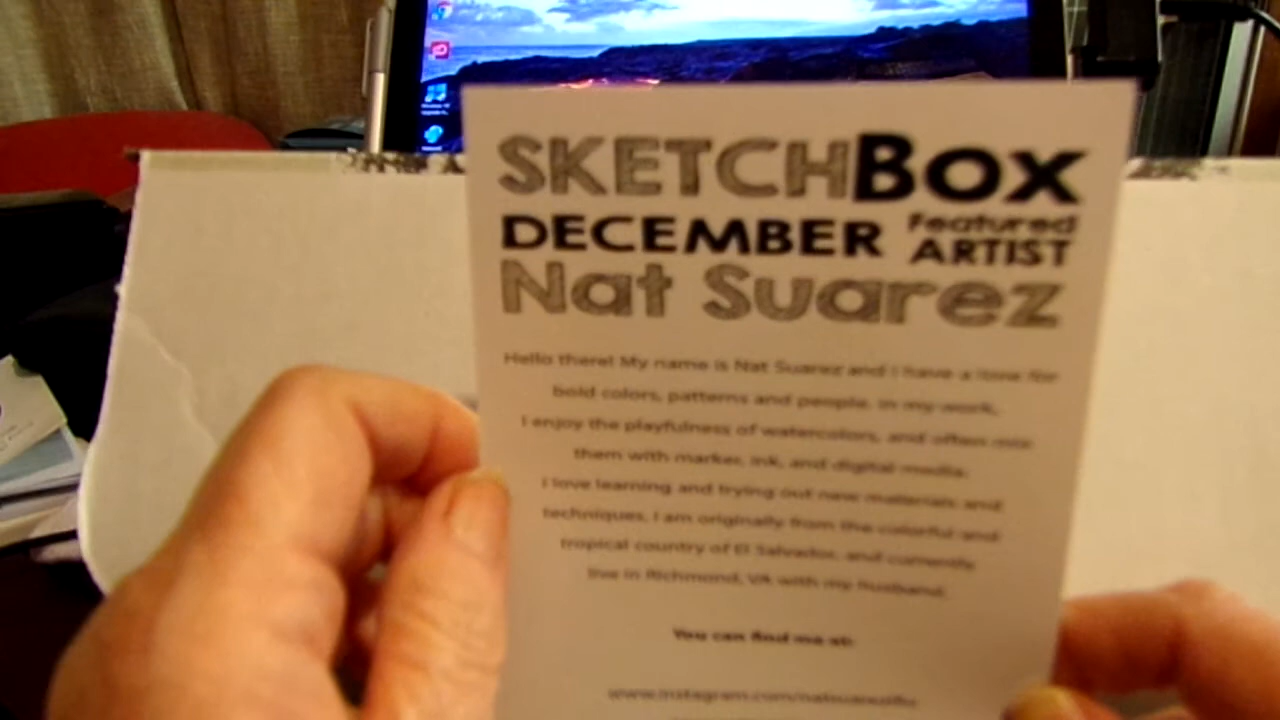 SKETCHBOX
DECEMBER Featured ARTIST
Nat Suarez
Hello there! My name is Nat Suarez and I have a love for
bold colors, patterns and people. In my work,
I enjoy the playfulness of watercolors, and often mix
them with marker, ink, and digital media.
I love learning and trying out new materials and
techniques. I am originally from the colorful and
tropical country of El Salvador, and currently
live in Richmond, VA with my husband.
You can find me at: